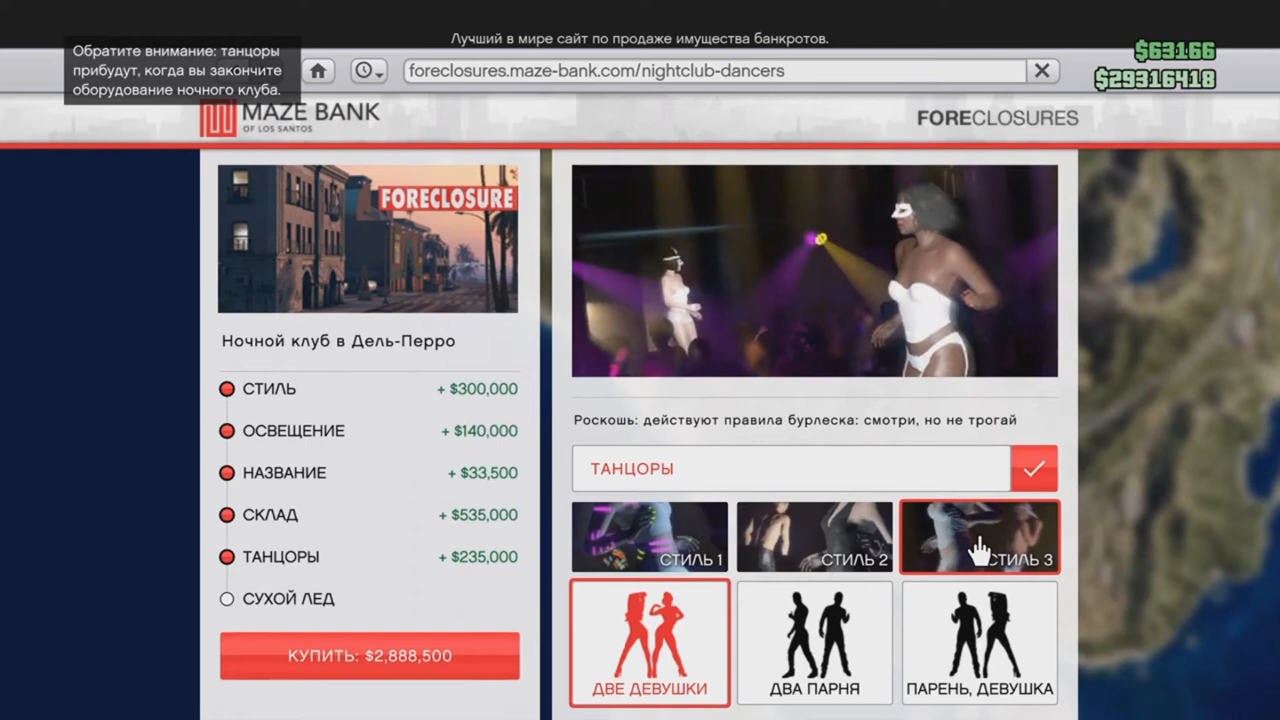 Лучший в мире сайт по продаже имущества банкротов.
Обратите внимание: танцоры
прибудут, когда вы закончите
оборудование ночного клуба.
foreclosures.maze-bank.com/nightclub-dancers
$63166
$29316418
MAZE BANK
OF LOS SANTOS
FORECLOSURES
FORECLOSURE
Ночной клуб в Дель-Перро
СТИЛЬ + $300,000
ОСВЕЩЕНИЕ + $140,000
НАЗВАНИЕ + $33,500
СКЛАД + $535,000
ТАНЦОРЫ + $235,000
СУХОЙ ЛЕД
КУПИТЬ: $2,888,500
Роскошь: действуют правила бурлеска: смотри, но не трогай
ТАНЦОРЫ
СТИЛЬ 1
СТИЛЬ 2
СТИЛЬ 3
ДВЕ ДЕВУШКИ
ДВА ПАРНЯ
ПАРЕНЬ, ДЕВУШКА